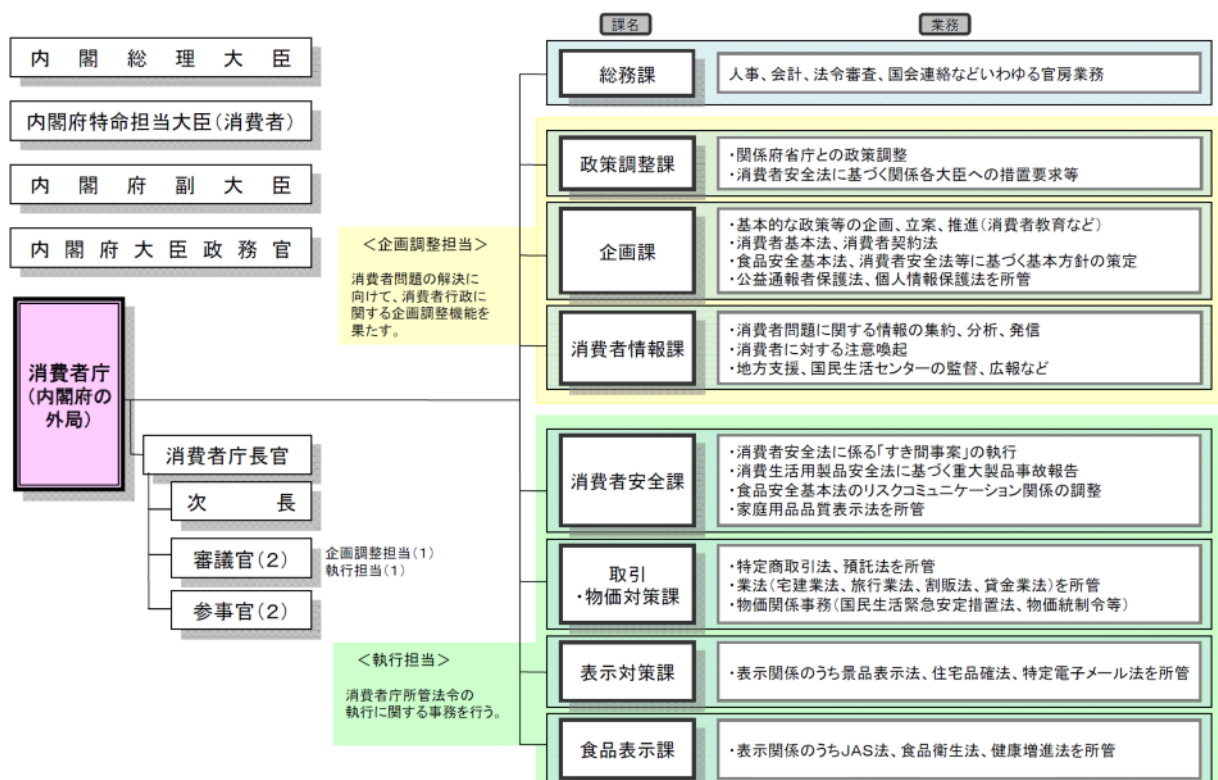 課名
業務
内閣総理大臣
内閣府特命担当大臣(消費者)
内閣府副大臣
内閣府大臣政務官
消費者庁
(内閣府の
外局)
消費者庁長官
次長
審議官(2)
企画調整担当(1)
執行担当(1)
参事官(2)
総務課
人事、会計、法令審査、国会連絡などいわゆる官房業務
<企画調整担当>
消費者問題の解決に
向けて、消費者行政に
関する企画調整機能を
果たす。
政策調整課
・関係府省庁との政策調整
・消費者安全法に基づく関係各大臣への措置要求等
企画課
・基本的な政策等の企画、立案、推進(消費者教育など)
・消費者基本法、消費者契約法
・食品安全基本法、消費者安全法等に基づく基本方針の策定
・公益通報者保護法、個人情報保護法を所管
消費者情報課
・消費者問題に関する情報の集約、分析、発信
・消費者に対する注意喚起
・地方支援、国民生活センターの監督、広報など
<執行担当>
消費者庁所管法令の
執行に関する事務を行う。
消費者安全課
・消費者安全法に係る「すき間事案」の執行
・消費生活用製品安全法に基づく重大製品事故報告
・食品安全基本法のリスクコミュニケーション関係の調整
・家庭用品品質表示法を所管
取引
・物価対策課
・特定商取引法、預託法を所管
・業法(宅建業法、旅行業法、割販法、貸金業法)を所管
・物価関係事務(国民生活緊急安定措置法、物価統制令等)
表示対策課
・表示関係のうち景品表示法、住宅品確法、特定電子メール法を所管
食品表示課
・表示関係のうちJAS法、食品衛生法、健康増進法を所管